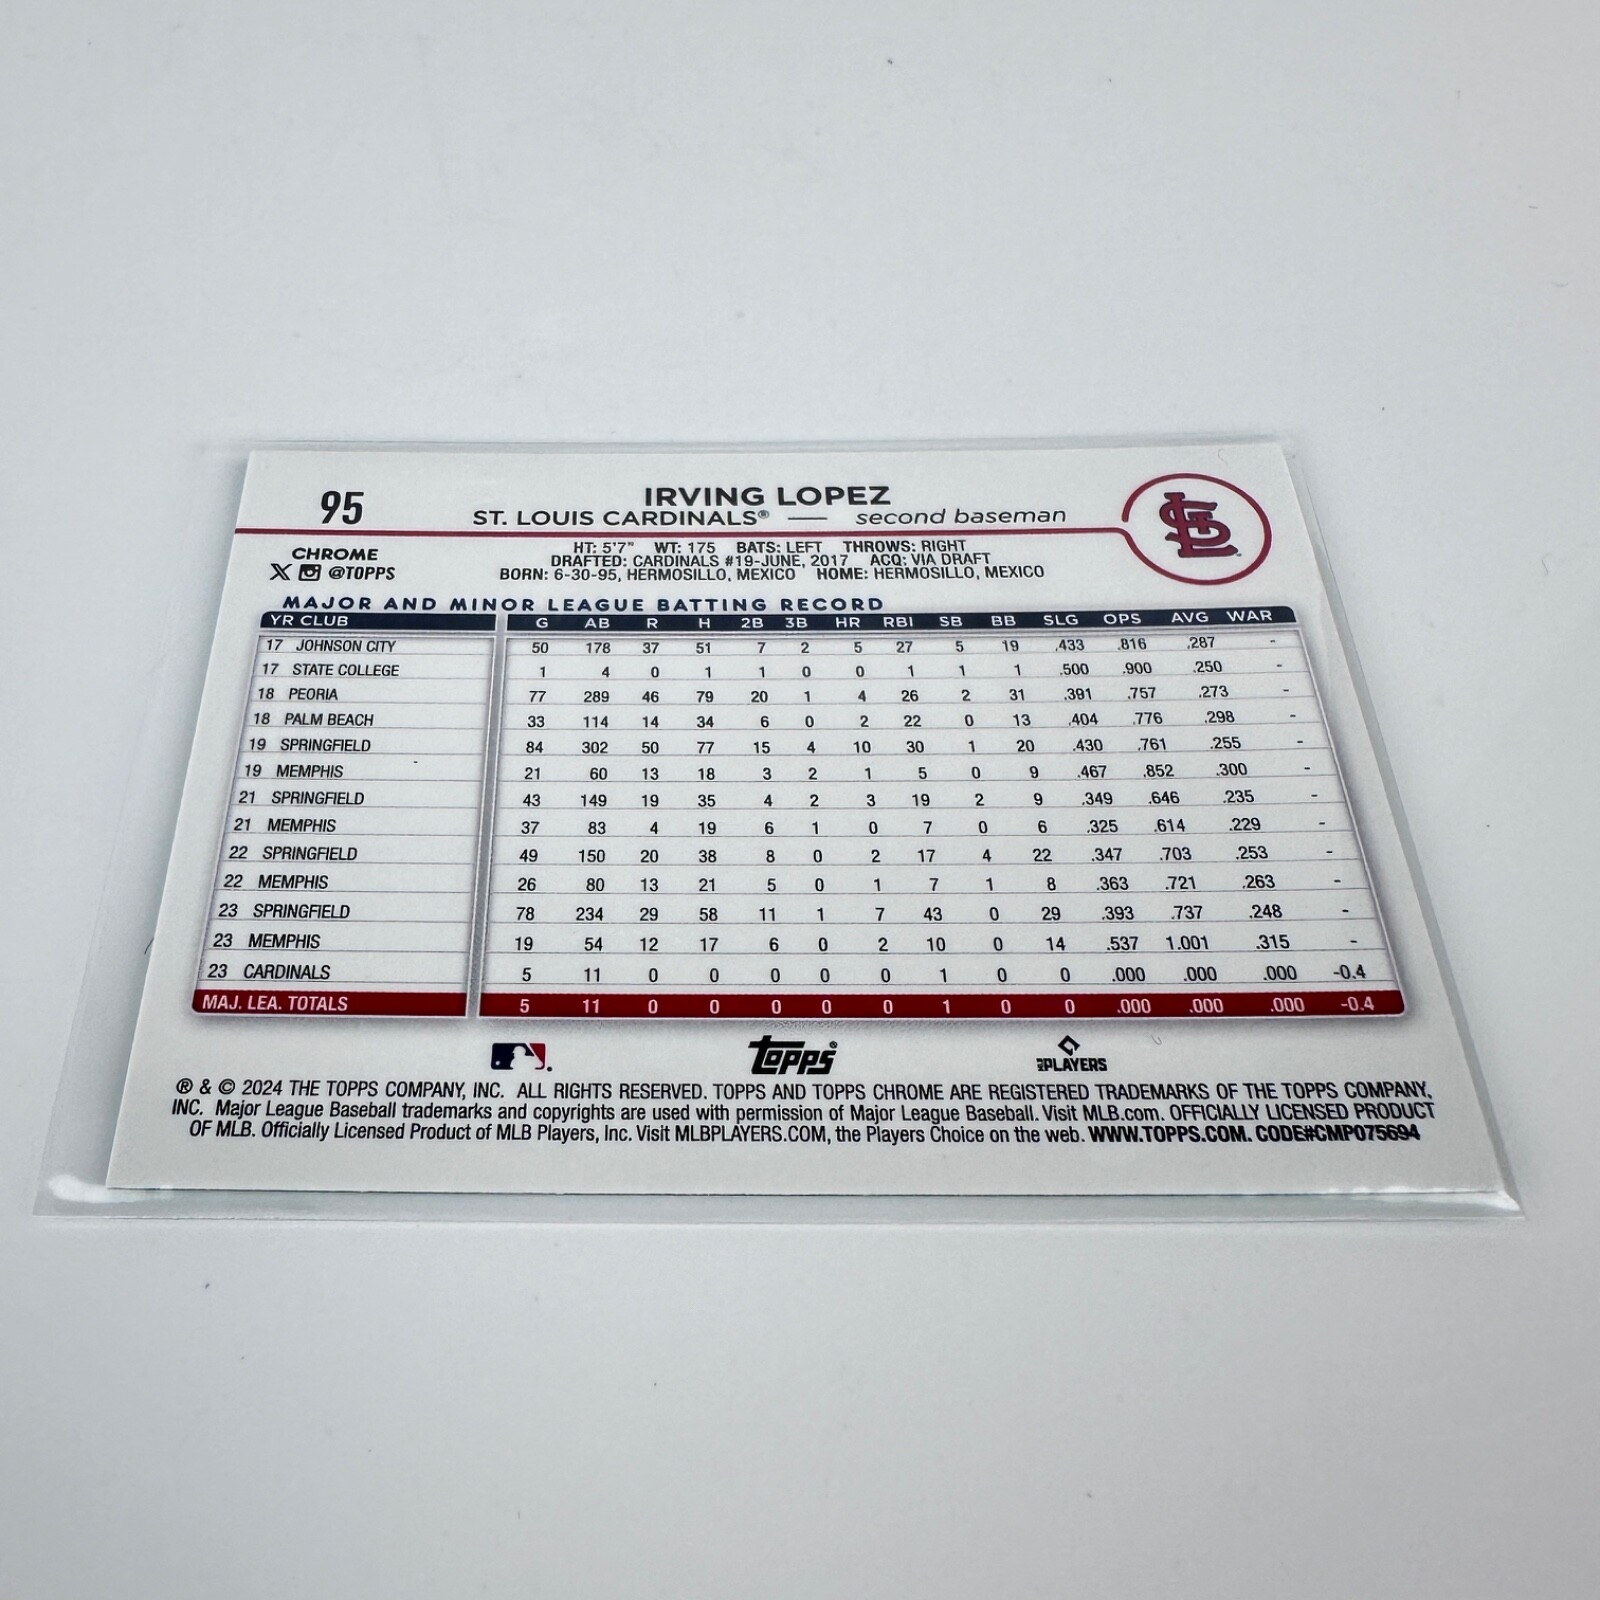 95
IRVING LOPEZ
ST. LOUIS CARDINALS® — second baseman
CHROME
@TOPPS
HT: 5'7" WT: 175 BATS: LEFT THROWS: RIGHT
DRAFTED: CARDINALS #19-JUNE, 2017 ACQ: VIA DRAFT
BORN: 6-30-95, HERMOSILLO, MEXICO HOME: HERMOSILLO, MEXICO
MAJOR AND MINOR LEAGUE BATTING RECORD
YR CLUB G AB R H 2B 3B HR RBI SB BB SLG OPS AVG WAR
17 JOHNSON CITY 50 178 37 51 7 2 5 27 5 19 .433 .816 .287 -
17 STATE COLLEGE 1 4 0 1 1 0 0 1 1 1 .500 .900 .250 -
18 PEORIA 77 289 46 79 20 1 4 26 2 31 .391 .757 .273 -
18 PALM BEACH 33 114 14 34 6 0 2 22 0 13 .404 .776 .298 -
19 SPRINGFIELD 84 302 50 77 15 4 10 30 1 20 .430 .761 .255 -
19 MEMPHIS 21 60 13 18 3 2 1 5 0 9 .467 .852 .300 -
21 SPRINGFIELD 43 149 19 35 4 2 3 19 2 9 .349 .646 .235 -
21 MEMPHIS 37 83 4 19 6 1 0 7 0 6 .325 .614 .229 -
22 SPRINGFIELD 49 150 20 38 8 0 2 17 4 22 .347 .703 .253 -
22 MEMPHIS 26 80 13 21 5 0 1 7 1 8 .363 .721 .263 -
23 SPRINGFIELD 78 234 29 58 11 1 7 43 0 29 .393 .737 .248 -
23 MEMPHIS 19 54 12 17 6 0 2 10 0 14 .537 1.001 .315 -
23 CARDINALS 5 11 0 0 0 0 0 1 0 0 .000 .000 .000 -0.4
MAJ. LEA. TOTALS 5 11 0 0 0 0 0 1 0 0 .000 .000 .000 -0.4
Topps®
MLBPLAYERS
® & © 2024 THE TOPPS COMPANY, INC. ALL RIGHTS RESERVED. TOPPS AND TOPPS CHROME ARE REGISTERED TRADEMARKS OF THE TOPPS COMPANY,
INC. Major League Baseball trademarks and copyrights are used with permission of Major League Baseball. Visit MLB.com. OFFICIALLY LICENSED PRODUCT
OF MLB. Officially Licensed Product of MLB Players, Inc. Visit MLBPLAYERS.COM, the Players Choice on the web. WWW.TOPPS.COM. CODE#CMP075694